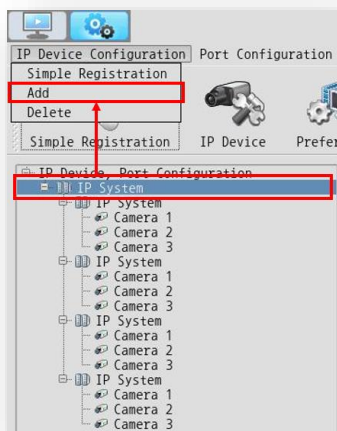 IP Device Configuration Port Configuration
Simple Registration
Add
Delete
Simple Registration IP Device Prefer
IP Device, Port Configuration
IP System
IP System
Camera 1
Camera 2
Camera 3
IP System
Camera 1
Camera 2
Camera 3
IP System
Camera 1
Camera 2
Camera 3
IP System
Camera 1
Camera 2
Camera 3